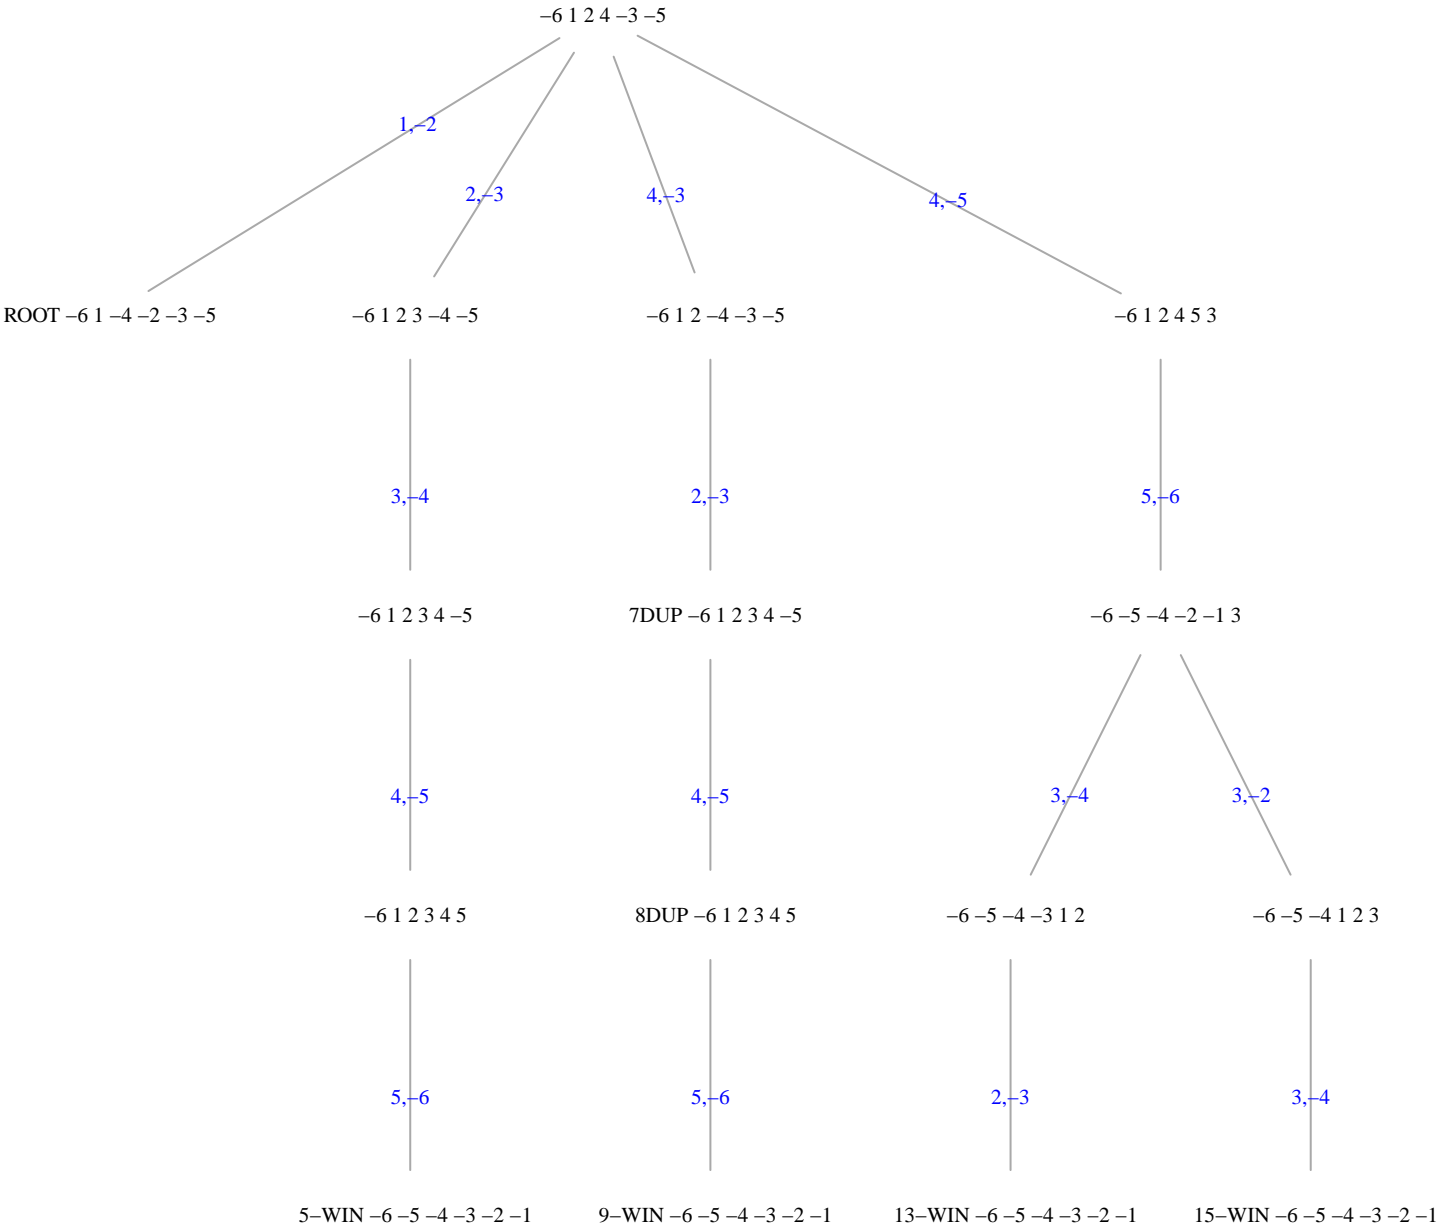 −6 1 2 4 −3 −5
1,−2
2,−3
4,−3
4,−5
ROOT −6 1 −4 −2 −3 −5
−6 1 2 3 −4 −5
−6 1 2 −4 −3 −5
−6 1 2 4 5 3
3,−4
2,−3
5,−6
−6 1 2 3 4 −5
7DUP −6 1 2 3 4 −5
−6 −5 −4 −2 −1 3
4,−5
4,−5
3,−4
3,−2
−6 1 2 3 4 5
8DUP −6 1 2 3 4 5
−6 −5 −4 −3 1 2
−6 −5 −4 1 2 3
5,−6
5,−6
2,−3
3,−4
5−WIN −6 −5 −4 −3 −2 −1
9−WIN −6 −5 −4 −3 −2 −1
13−WIN −6 −5 −4 −3 −2 −1
15−WIN −6 −5 −4 −3 −2 −1